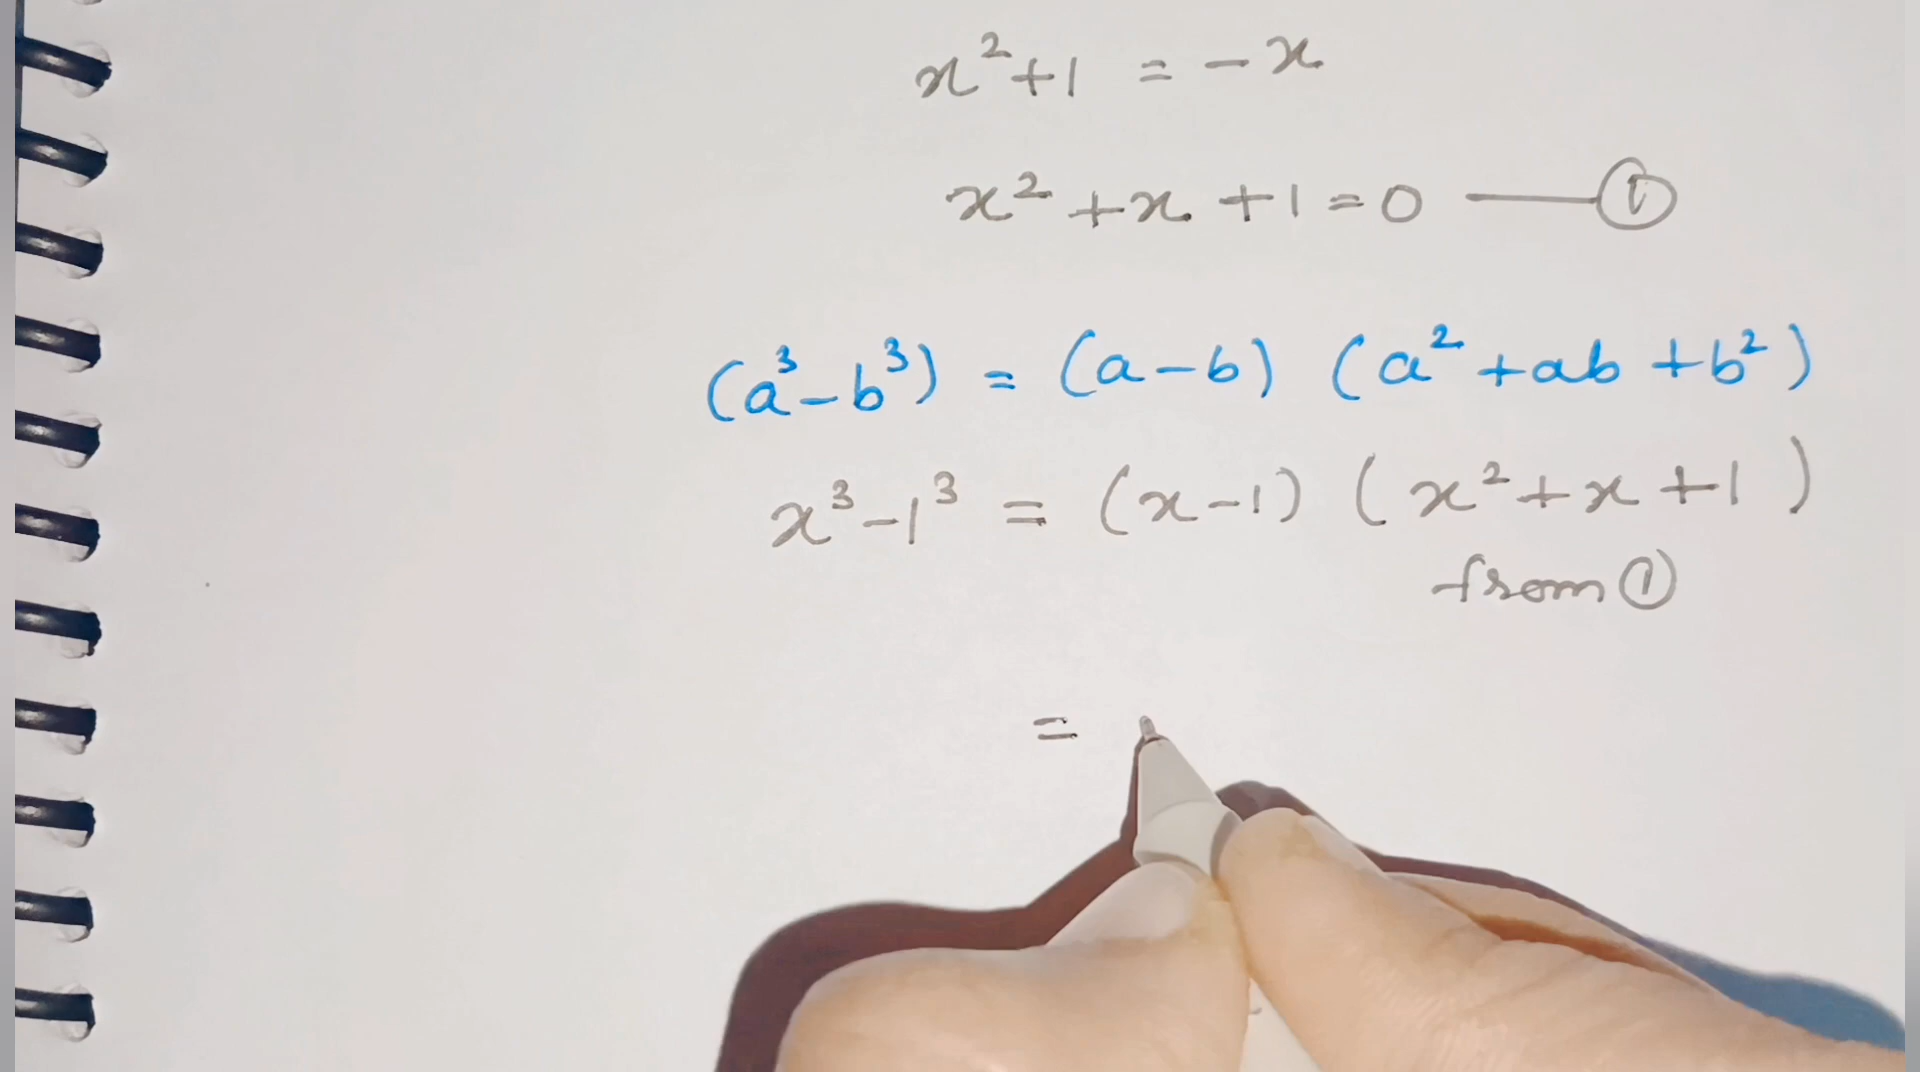 x²+1 = -x
x² +x +1 = 0 —— ①
(a³-b³) = (a-b) (a² +ab +b²)
x³-1³ = (x-1) (x²+x+1)
from ①
=